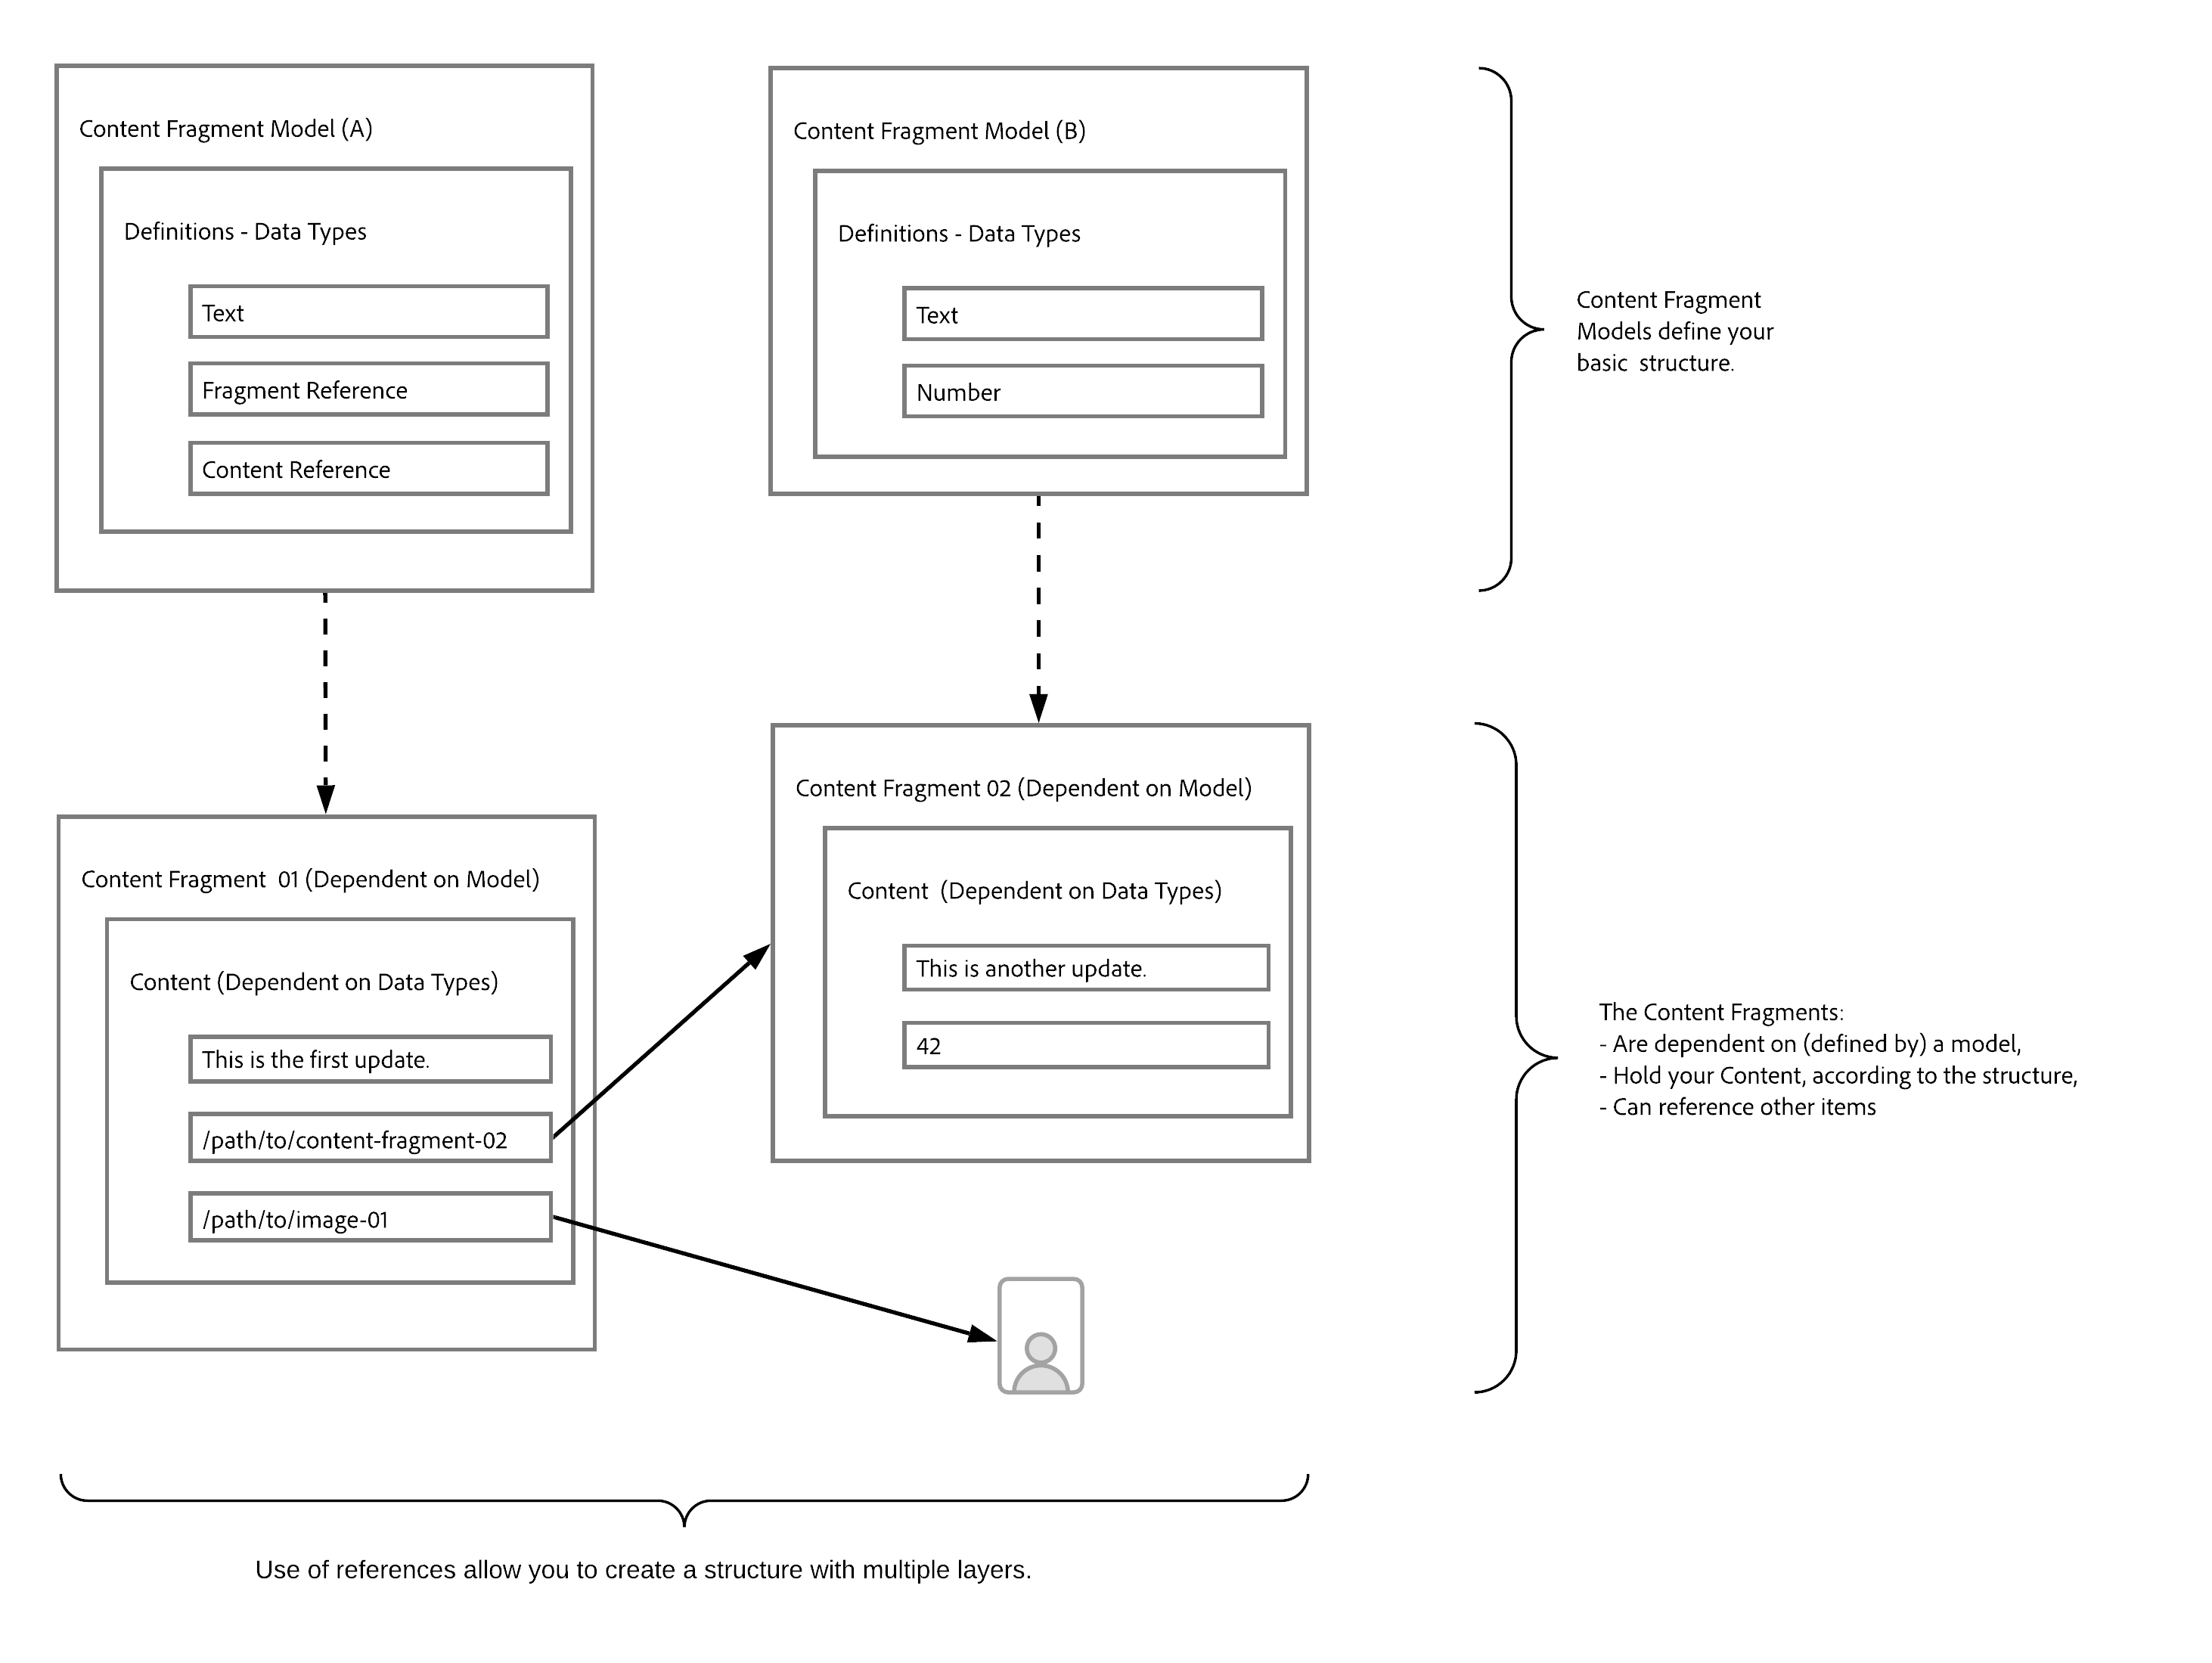 Content Fragment Model (A)
Definitions - Data Types
Text
Fragment Reference
Content Reference
Content Fragment Model (B)
Definitions - Data Types
Text
Number
Content Fragment
Models define your
basic  structure.
Content Fragment  01 (Dependent on Model)
Content (Dependent on Data Types)
This is the first update.
/path/to/content-fragment-02
/path/to/image-01
Content Fragment 02 (Dependent on Model)
Content  (Dependent on Data Types)
This is another update.
42
The Content Fragments:
- Are dependent on (defined by) a model,
- Hold your Content, according to the structure,
- Can reference other items
Use of references allow you to create a structure with multiple layers.